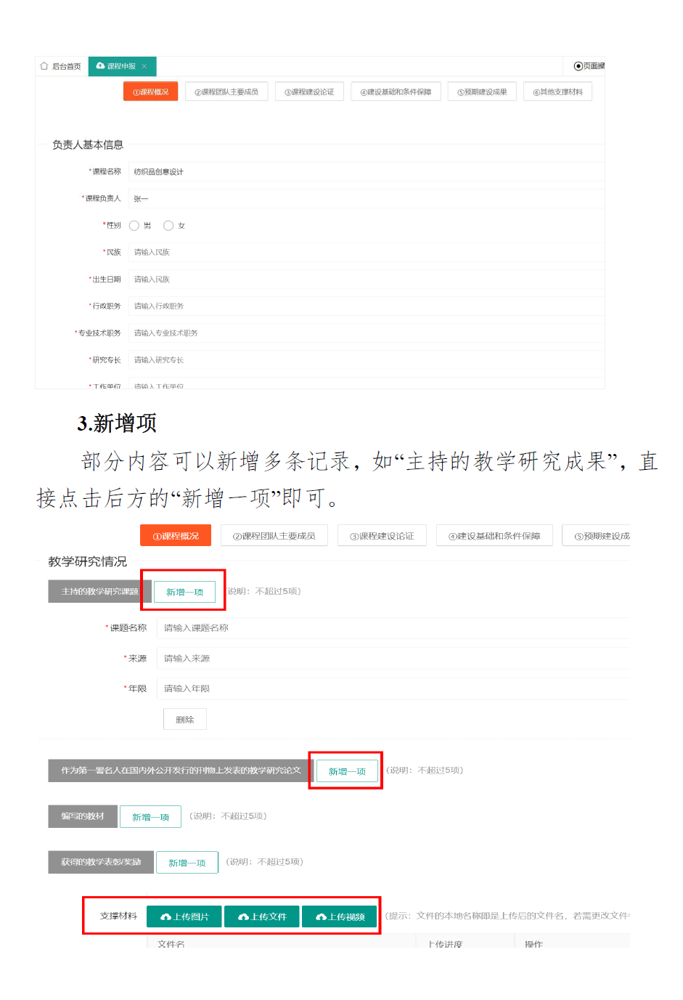 后台首页 课程申报 × 页面操
①课程概况 ②课程团队主要成员 ③课程建设论证 ④建设基础和条件保障 ⑤预期建设成果 ⑥其他支撑材料
负责人基本信息
*课程名称 纺织品创意设计
*课程负责人 张一
*性别 男 女
*民族 请输入民族
*出生日期 请输入民族
*行政职务 请输入行政职务
*专业技术职务 请输入专业技术职务
*研究专长 请输入研究专长
*工作单位 请输入工作单位
3.新增项
部分内容可以新增多条记录，如“主持的教学研究成果”，直
接点击后方的“新增一项”即可。
①课程概况 ②课程团队主要成员 ③课程建设论证 ④建设基础和条件保障 ⑤预期建设成
教学研究情况
主持的教学研究课题 新增一项 (说明：不超过5项)
*课题名称 请输入课题名称
*来源 请输入来源
*年限 请输入年限
删除
作为第一署名人在国内外公开发行的刊物上发表的教学研究论文 新增一项 (说明：不超过5项)
编写的教材 新增一项 (说明：不超过5项)
获得的教学表彰/奖励 新增一项 (说明：不超过5项)
支撑材料 上传图片 上传文件 上传视频 (提示：文件的本地名称即是上传后的文件名，若需更改文件
文件名 上传进度 操作